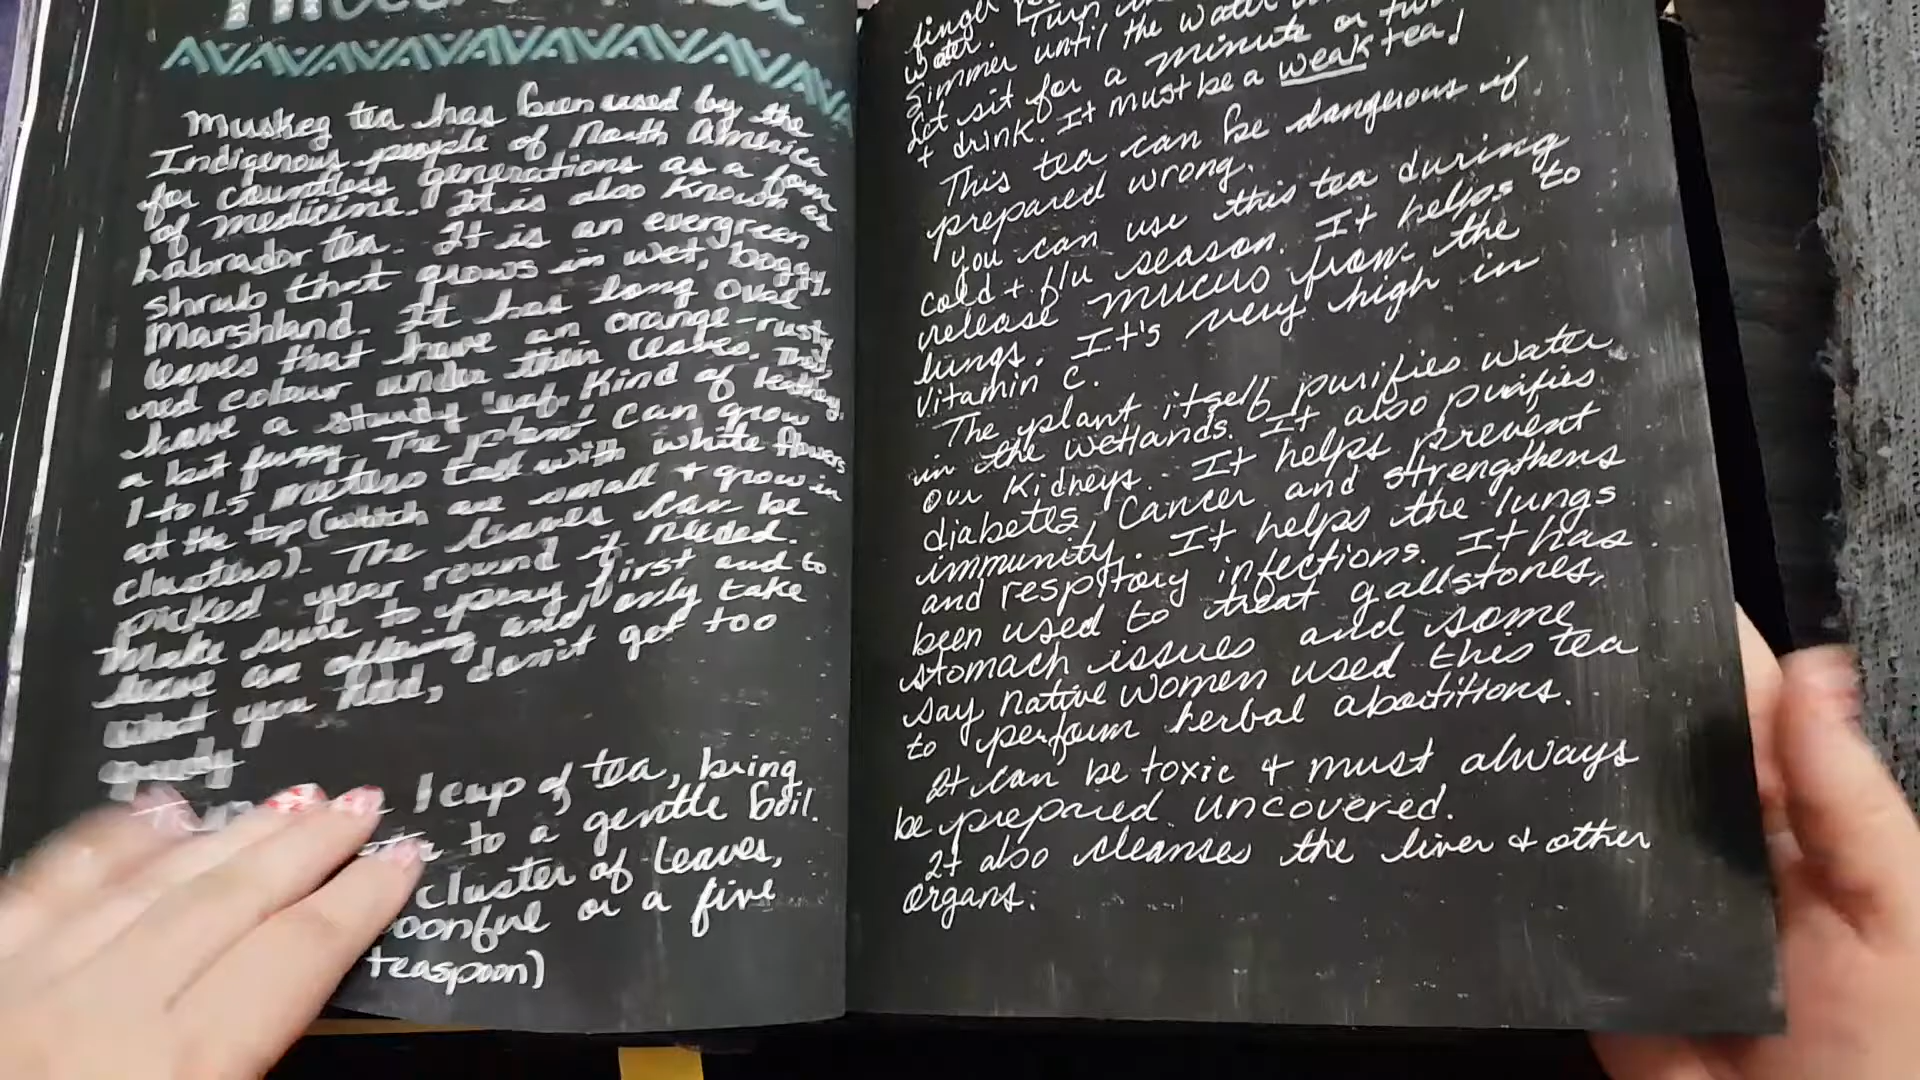 Muskeg tea has been used by the
Indigenous people of North America
for countless generations as a form
of medicine. It is also known as
Labrador tea. It is an evergreen
shrub that grows in wet, boggy,
Marshland. It has long oval
leaves that have an orange-rusty
red colour under their leaves. They
have a sturdy leaf. Kind of leathery,
a bit fuzzy. The plant can grow
1 to 1.5 meters tall with white flowers
at the top (which are small + grow in
clusters). The leaves can be
picked year round if needed.
Make sure to pray first and to
leave an offering and only take
what you need, don't get too
greedy
1 cup of tea, bring
to a gentle boil.
cluster of leaves,
or a five
teaspoon)
finger
water. Turn
Simmer until the water
Let sit for a minute or two
+ drink. It must be a weak tea!
This tea can be dangerous if
prepared wrong.
You can use this tea during
cold + flu season. It helps to
release mucus from the
lungs. It's very high in
vitamin C.
The plant itself purifies water
in the wetlands. It also purifies
our kidneys. It helps prevent
diabetes, Cancer and strengthens
immunity. It helps the lungs
and respitory infections. It has
been used to treat gallstones,
stomach issues and some
say native women used this tea
to perform herbal abortitions.
It can be toxic + must always
be prepared uncovered.
It also cleanses the liver + other
organs.